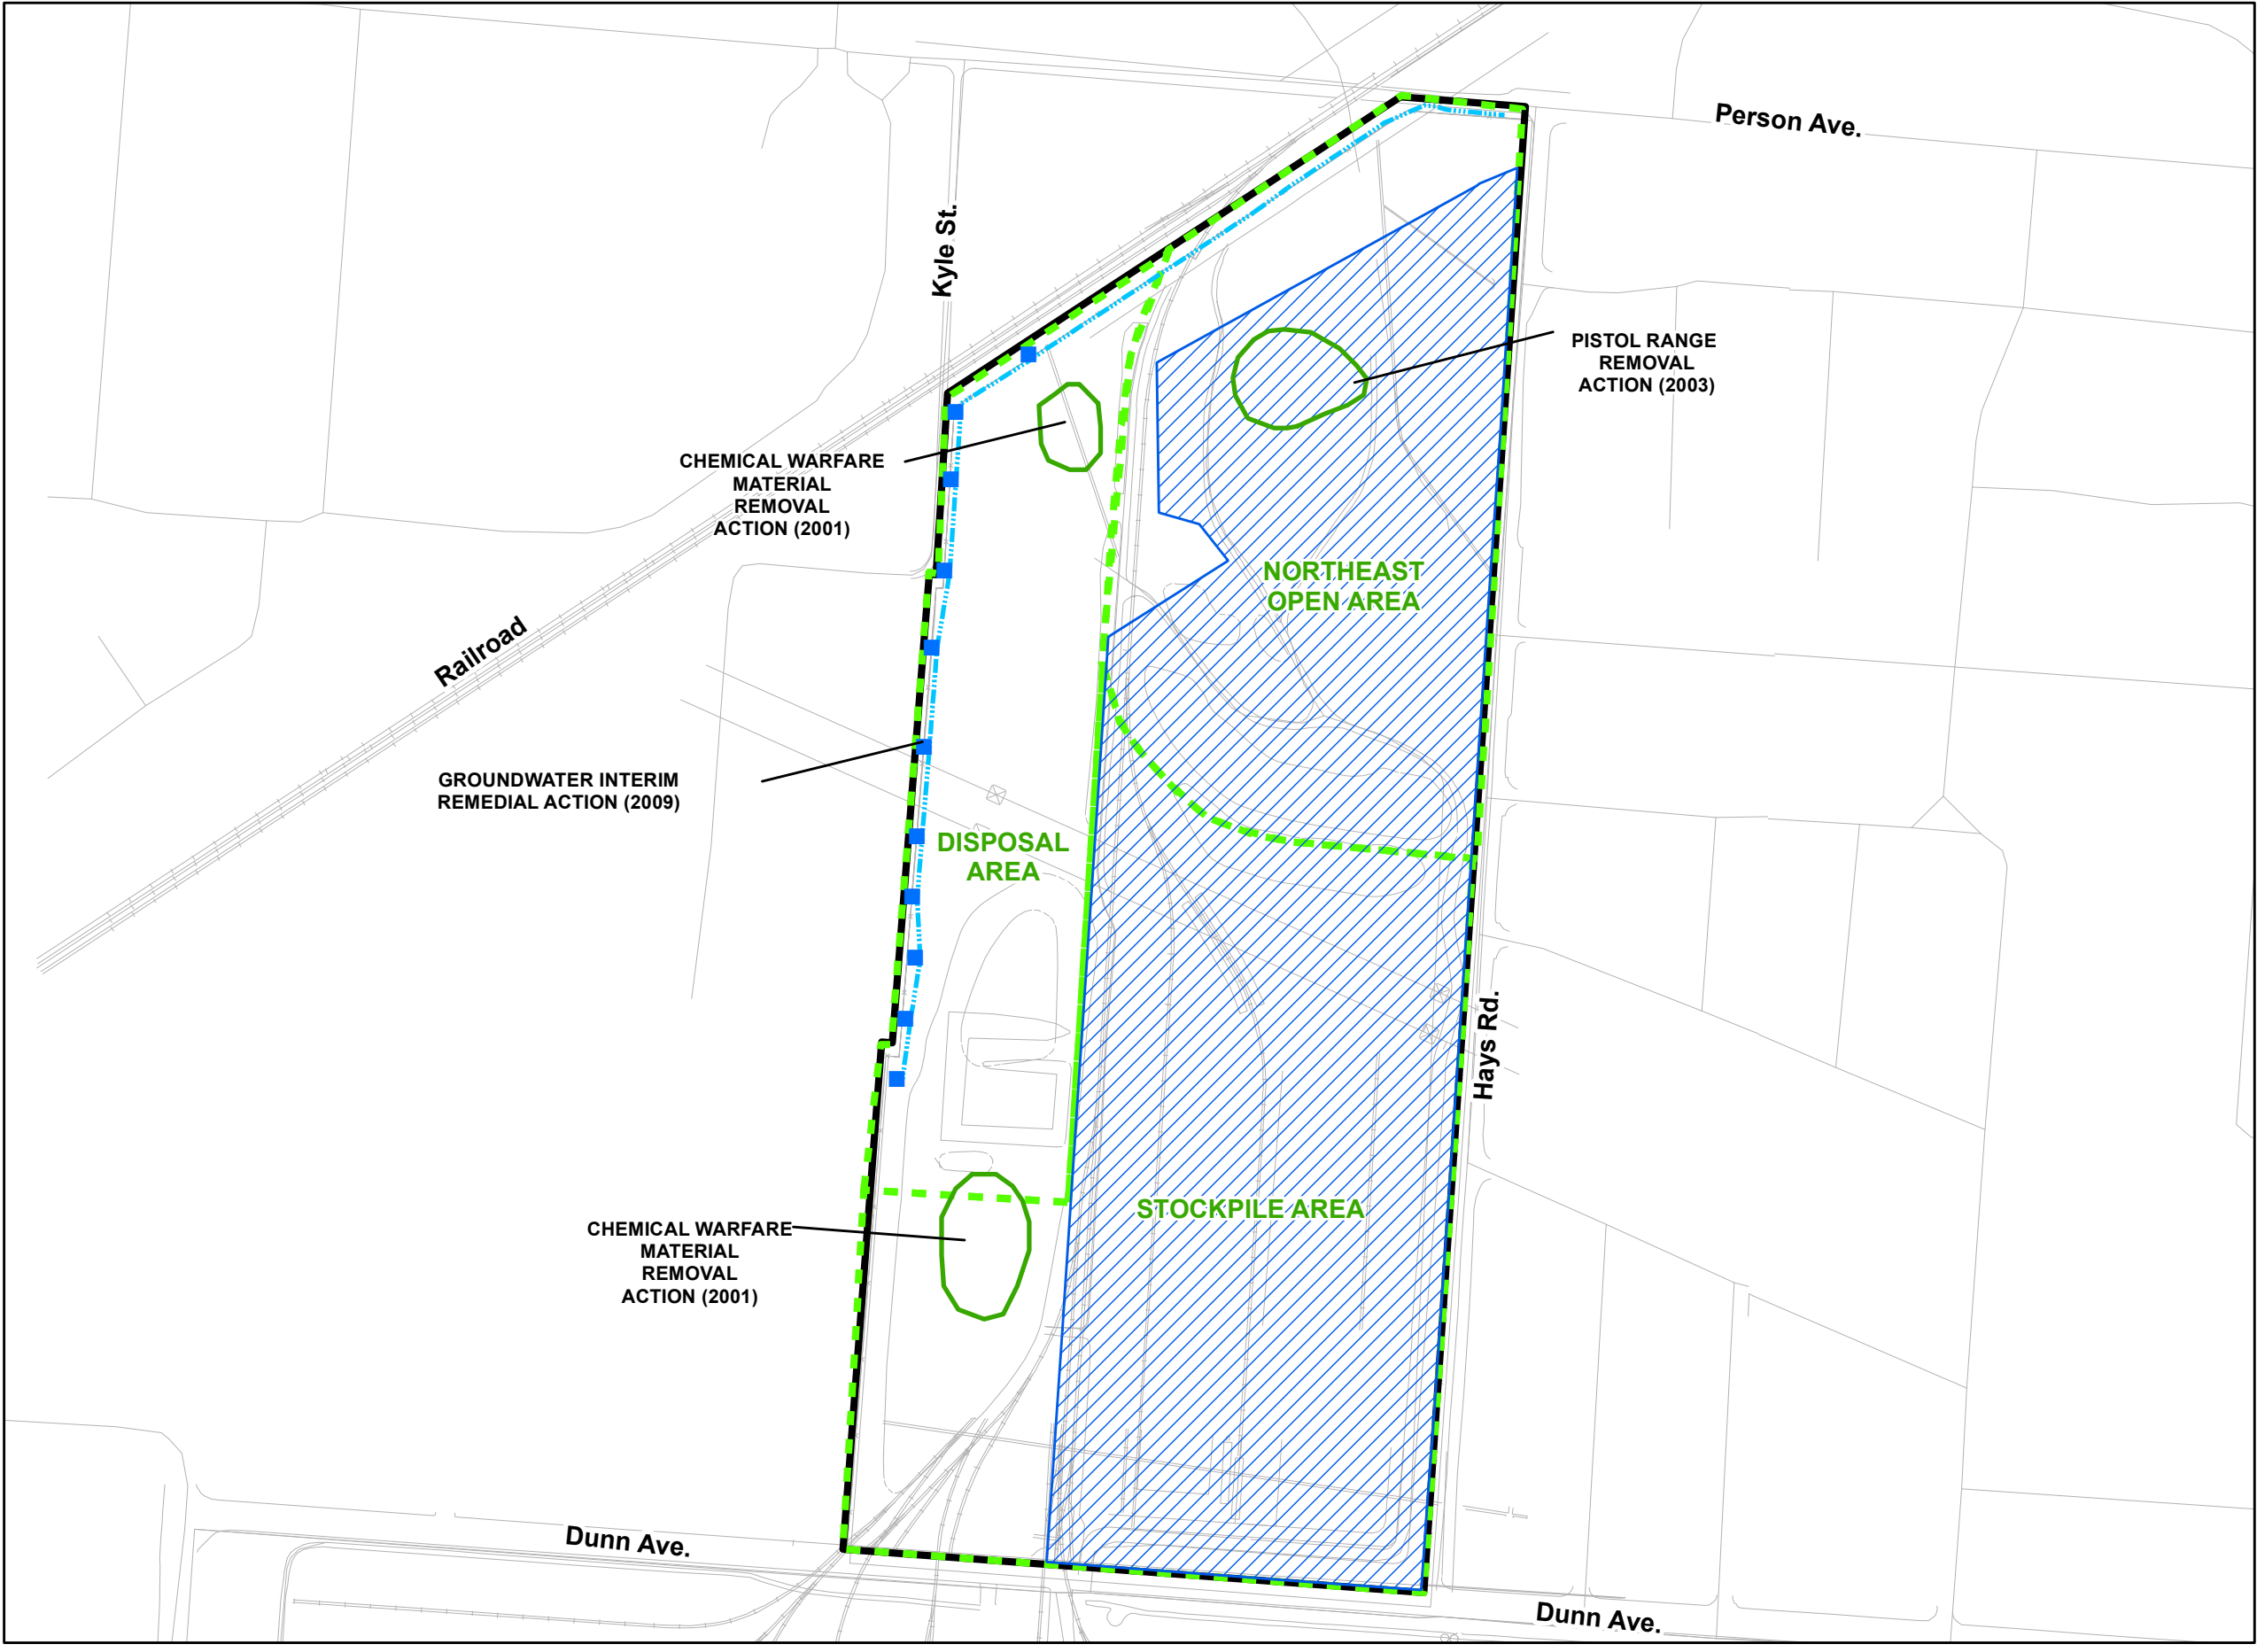 Person Ave.
Kyle St.
PISTOL RANGE
REMOVAL
ACTION (2003)
CHEMICAL WARFARE
MATERIAL
REMOVAL
ACTION (2001)
NORTHEAST
OPEN AREA
Railroad
GROUNDWATER INTERIM
REMEDIAL ACTION (2009)
DISPOSAL
AREA
Hays Rd.
STOCKPILE AREA
CHEMICAL WARFARE
MATERIAL
REMOVAL
ACTION (2001)
Dunn Ave.
Dunn Ave.